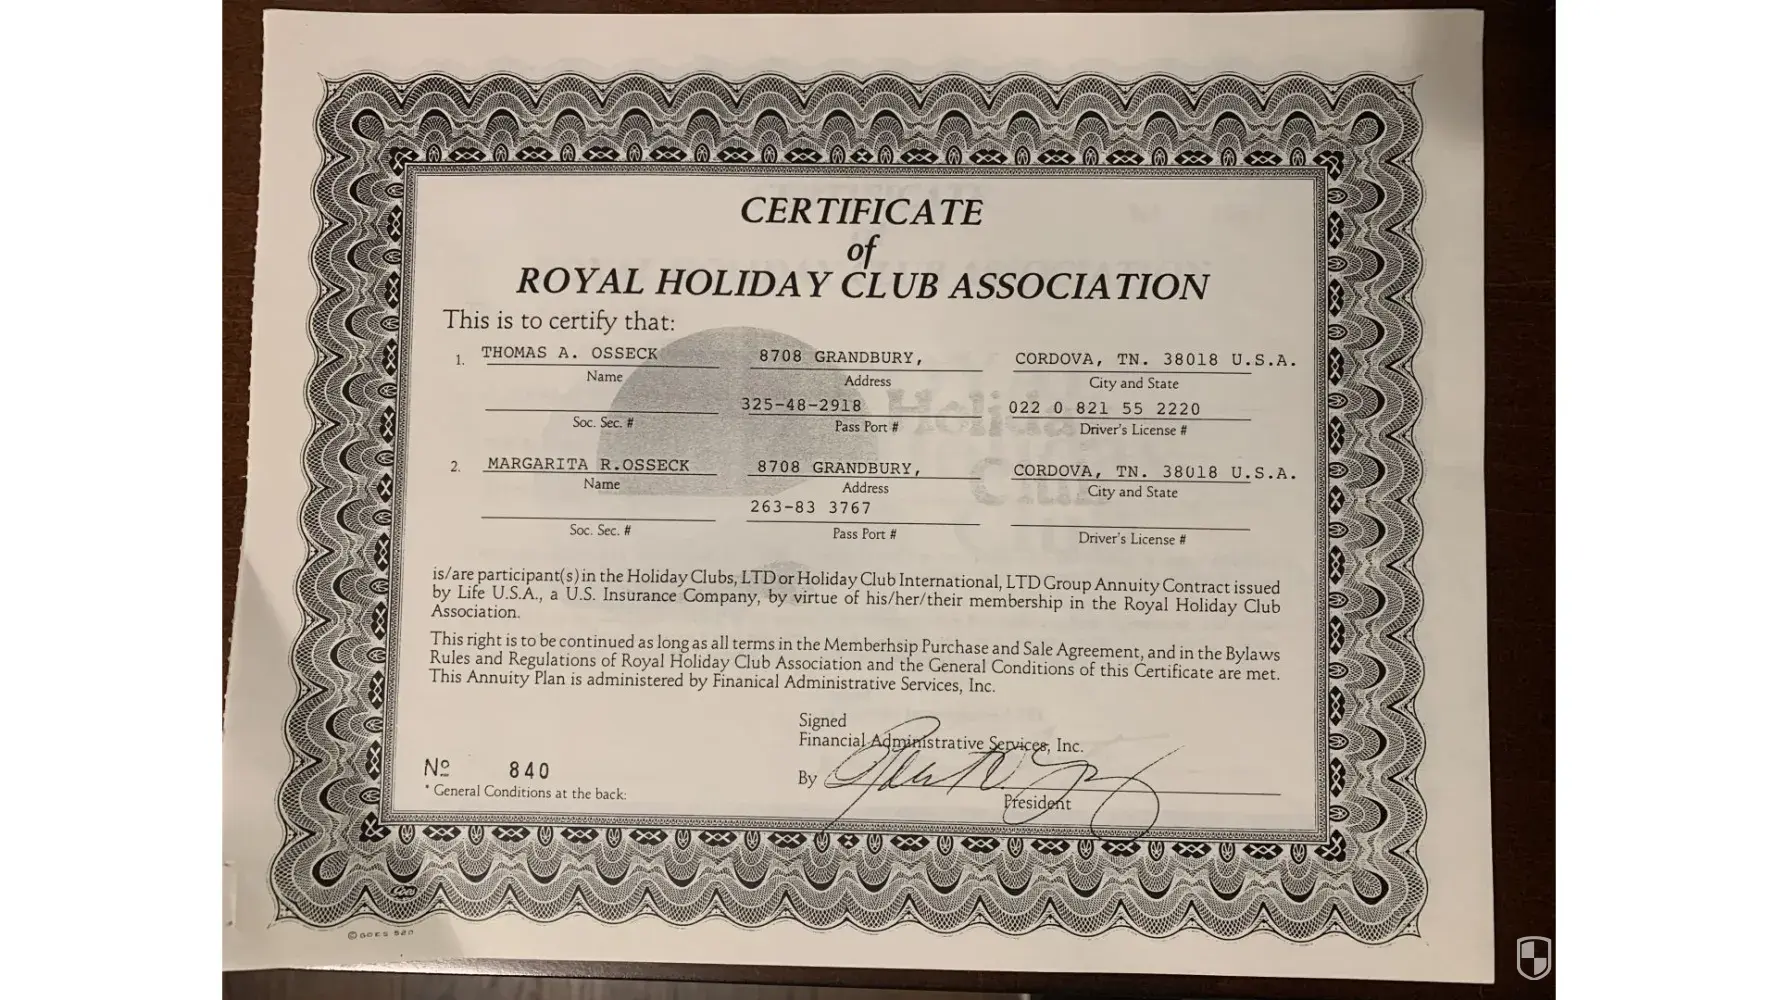 CERTIFICATE
of
ROYAL HOLIDAY CLUB ASSOCIATION
This is to certify that:
1. THOMAS A. OSSECK 8708 GRANDBURY, CORDOVA, TN. 38018 U.S.A.
Name Address City and State
325-48-2918 022 0 821 55 2220
Soc. Sec. # Pass Port # Driver's License #
2. MARGARITA R.OSSECK 8708 GRANDBURY, CORDOVA, TN. 38018 U.S.A.
Name Address City and State
263-83 3767
Soc. Sec. # Pass Port # Driver's License #
is/are participant(s) in the Holiday Clubs, LTD or Holiday Club International, LTD Group Annuity Contract issued
by Life U.S.A., a U.S. Insurance Company, by virtue of his/her/their membership in the Royal Holiday Club
Association.
This right is to be continued as long as all terms in the Memberhsip Purchase and Sale Agreement, and in the Bylaws
Rules and Regulations of Royal Holiday Club Association and the General Conditions of this Certificate are met.
This Annuity Plan is administered by Finanical Administrative Services, Inc.
Signed
Financial Administrative Services, Inc.
By
President
Nº 840
* General Conditions at the back:
Holiday
Club
© GOES 520